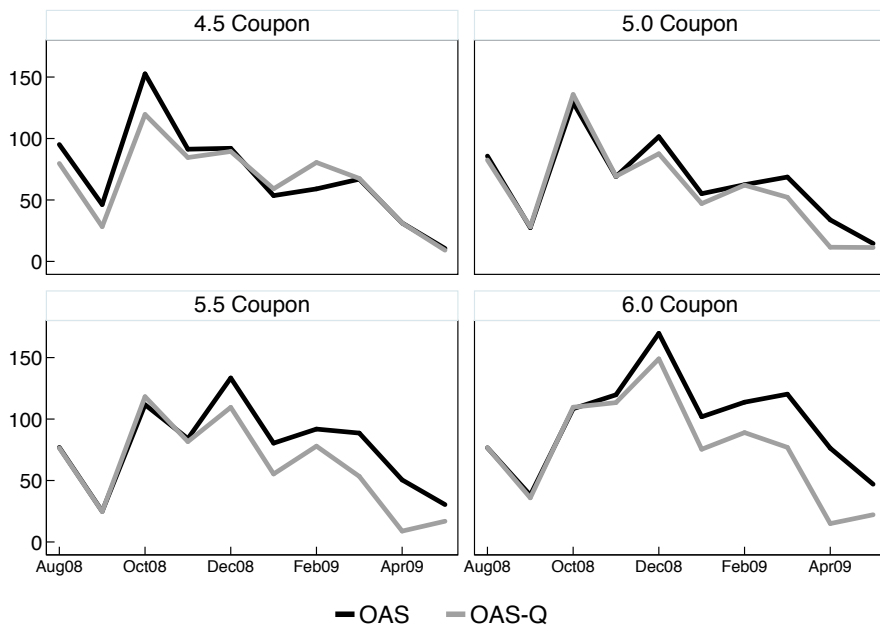 4.5 Coupon
5.0 Coupon
150
100
50
0
5.5 Coupon
6.0 Coupon
150
100
50
0
Aug08 Oct08 Dec08 Feb09 Apr09
Aug08 Oct08 Dec08 Feb09 Apr09
OAS OAS-Q